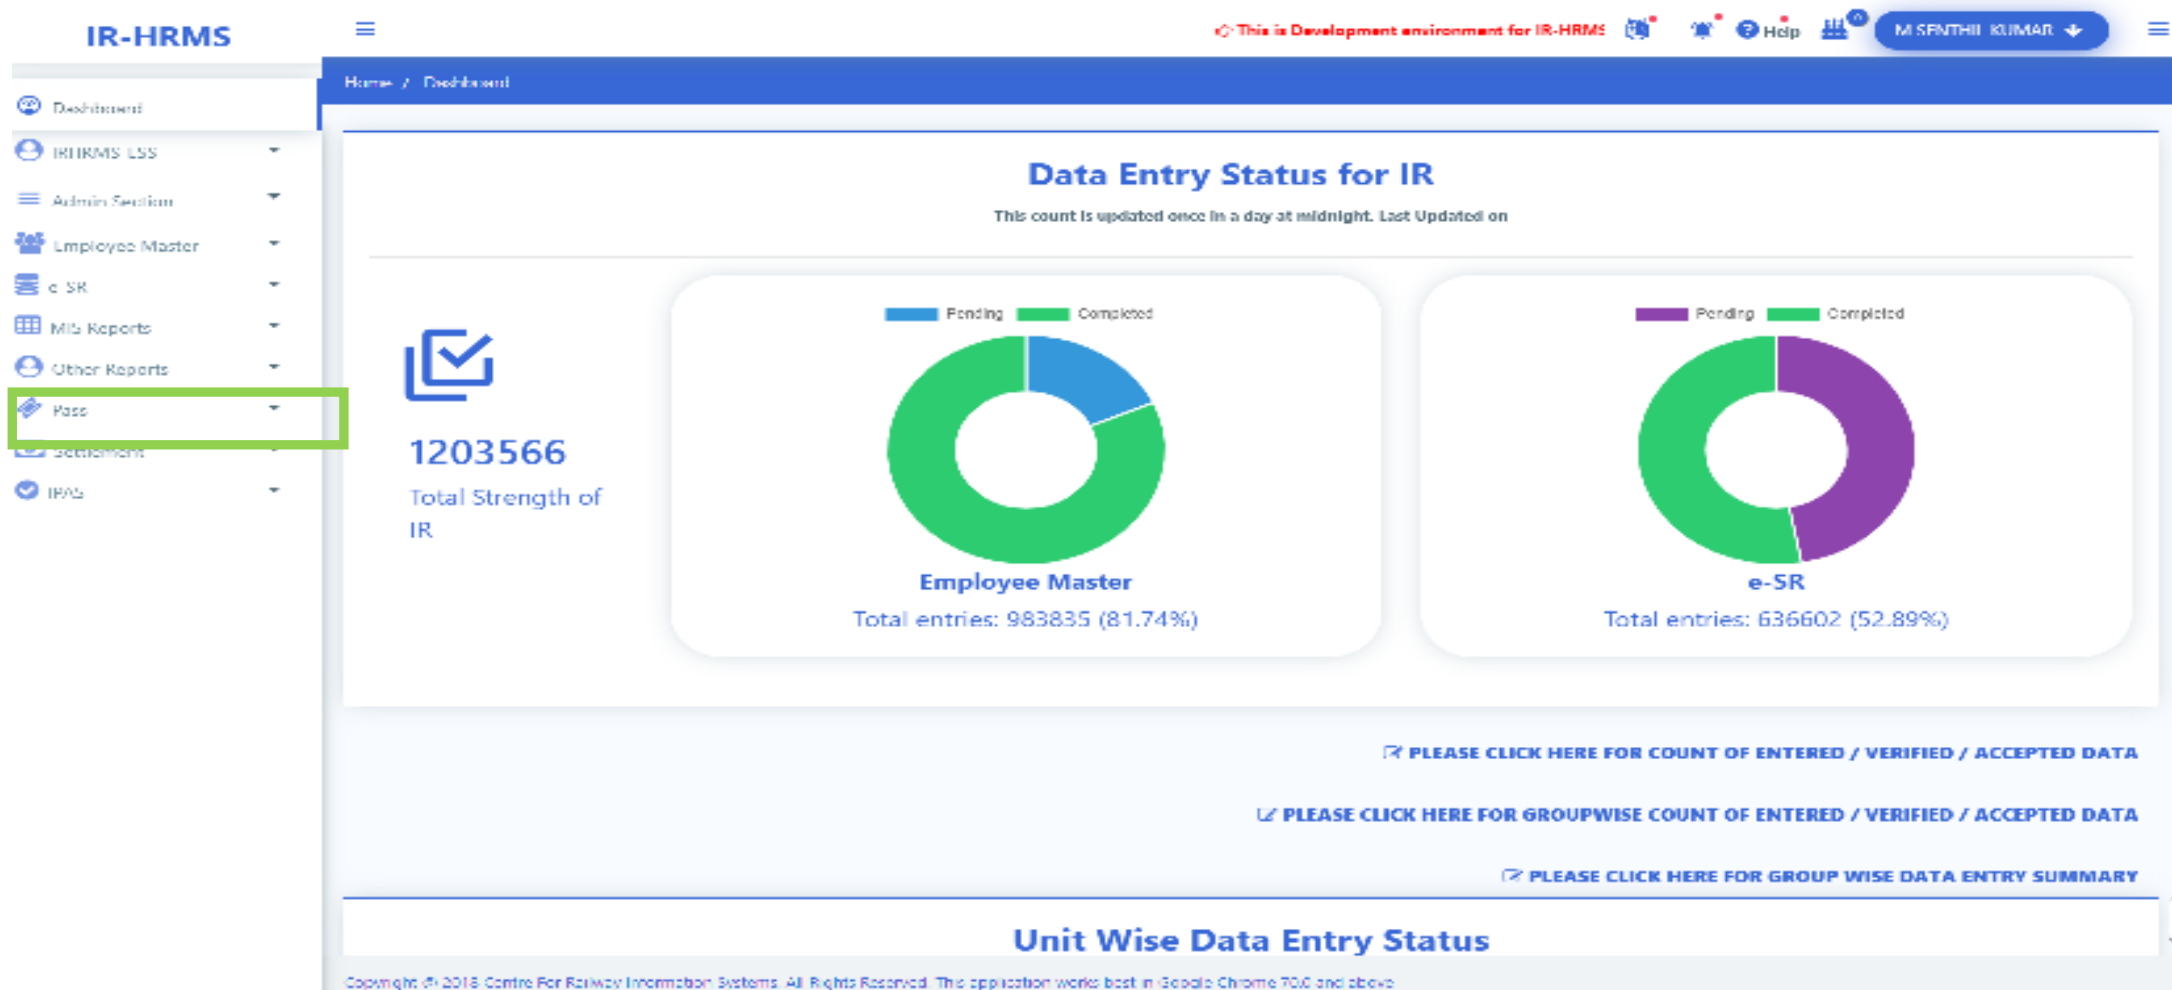 IR-HRMS
This is Development environment for IR-HRMS
Help
0
M SENTHIL KUMAR
Home / Dashboard
Dashboard
IRHRMS ESS
Admin Section
Employee Master
e-SR
MIS Reports
Other Reports
Pass
Settlement
IPAS
Data Entry Status for IR
This count is updated once in a day at midnight. Last Updated on
1203566
Total Strength of
IR
Pending Completed
Employee Master
Total entries: 983835 (81.74%)
Pending Completed
e-SR
Total entries: 636602 (52.89%)
PLEASE CLICK HERE FOR COUNT OF ENTERED / VERIFIED / ACCEPTED DATA
PLEASE CLICK HERE FOR GROUPWISE COUNT OF ENTERED / VERIFIED / ACCEPTED DATA
PLEASE CLICK HERE FOR GROUP WISE DATA ENTRY SUMMARY
Unit Wise Data Entry Status
Copyright © 2018 Centre For Railway Information Systems. All Rights Reserved. This application works best in Google Chrome 70.0 and above